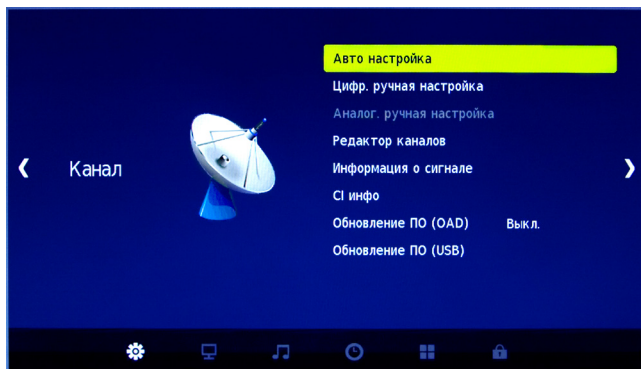 Авто настройка
Цифр. ручная настройка
Аналог. ручная настройка
Редактор каналов
Канал
Информация о сигнале
CI инфо
Обновление ПО (OAD) Выкл.
Обновление ПО (USB)